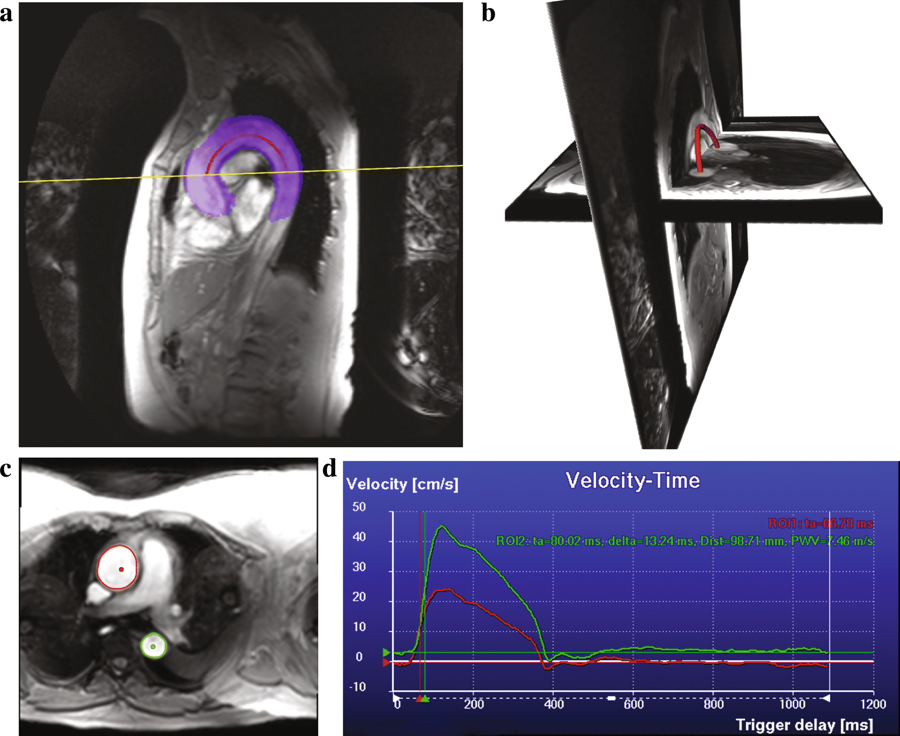 a
b
c
d
Velocity-Time
Velocity [cm/s]
50
ROI1: ta=66.78 ms
ROI2: ta=80.02 ms, delta=13.24 ms, Dist=98.71 mm, PWV=7.46 m/s
40
30
20
10
0
-10
0 200 400 600 800 1000 1200
Trigger delay [ms]